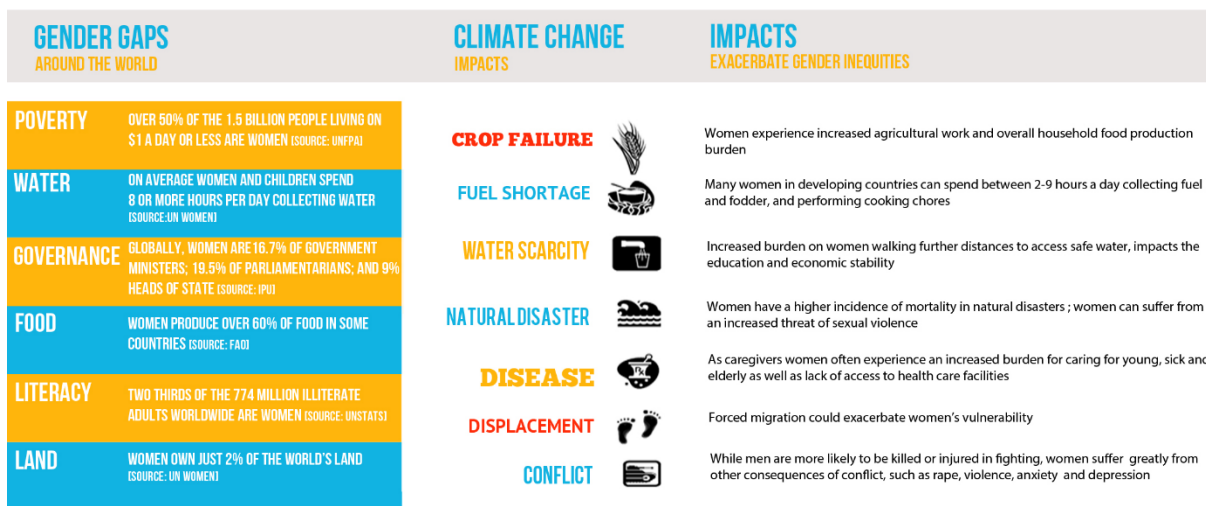 GENDER GAPS
AROUND THE WORLD
CLIMATE CHANGE
IMPACTS
IMPACTS
EXACERBATE GENDER INEQUITIES
POVERTY
OVER 50% OF THE 1.5 BILLION PEOPLE LIVING ON
$1 A DAY OR LESS ARE WOMEN [SOURCE: UNFPA]
WATER
ON AVERAGE WOMEN AND CHILDREN SPEND
8 OR MORE HOURS PER DAY COLLECTING WATER
[SOURCE:UN WOMEN]
GOVERNANCE
GLOBALLY, WOMEN ARE 16.7% OF GOVERNMENT
MINISTERS; 19.5% OF PARLIAMENTARIANS; AND 9%
HEADS OF STATE [SOURCE: IPU]
FOOD
WOMEN PRODUCE OVER 60% OF FOOD IN SOME
COUNTRIES [SOURCE: FAO]
LITERACY
TWO THIRDS OF THE 774 MILLION ILLITERATE
ADULTS WORLDWIDE ARE WOMEN [SOURCE: UNSTATS]
LAND
WOMEN OWN JUST 2% OF THE WORLD'S LAND
[SOURCE: UN WOMEN]
CROP FAILURE
Women experience increased agricultural work and overall household food production
burden
FUEL SHORTAGE
Many women in developing countries can spend between 2-9 hours a day collecting fuel
and fodder, and performing cooking chores
WATER SCARCITY
Increased burden on women walking further distances to access safe water, impacts the
education and economic stability
NATURAL DISASTER
Women have a higher incidence of mortality in natural disasters ; women can suffer from
an increased threat of sexual violence
DISEASE
Rx
As caregivers women often experience an increased burden for caring for young, sick and
elderly as well as lack of access to health care facilities
DISPLACEMENT
Forced migration could exacerbate women's vulnerability
CONFLICT
While men are more likely to be killed or injured in fighting, women suffer greatly from
other consequences of conflict, such as rape, violence, anxiety and depression